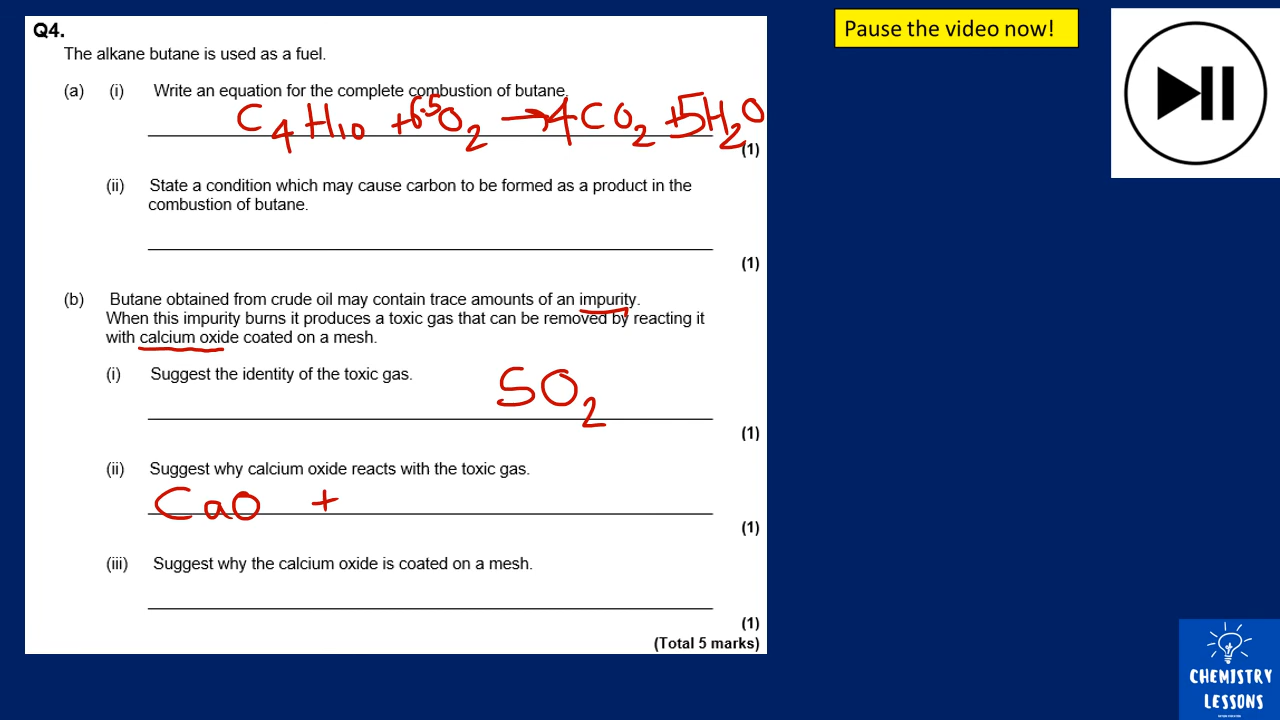 Q4.
The alkane butane is used as a fuel.
(a) (i) Write an equation for the complete combustion of butane.
C4H10 + 6.5O2 → 4CO2 + 5H2O
(1)
(ii) State a condition which may cause carbon to be formed as a product in the
combustion of butane.
(1)
(b) Butane obtained from crude oil may contain trace amounts of an impurity.
When this impurity burns it produces a toxic gas that can be removed by reacting it
with calcium oxide coated on a mesh.
(i) Suggest the identity of the toxic gas.
SO2
(1)
(ii) Suggest why calcium oxide reacts with the toxic gas.
CaO +
(1)
(iii) Suggest why the calcium oxide is coated on a mesh.
(1)
(Total 5 marks)
Pause the video now!
CHEMISTRY
LESSONS